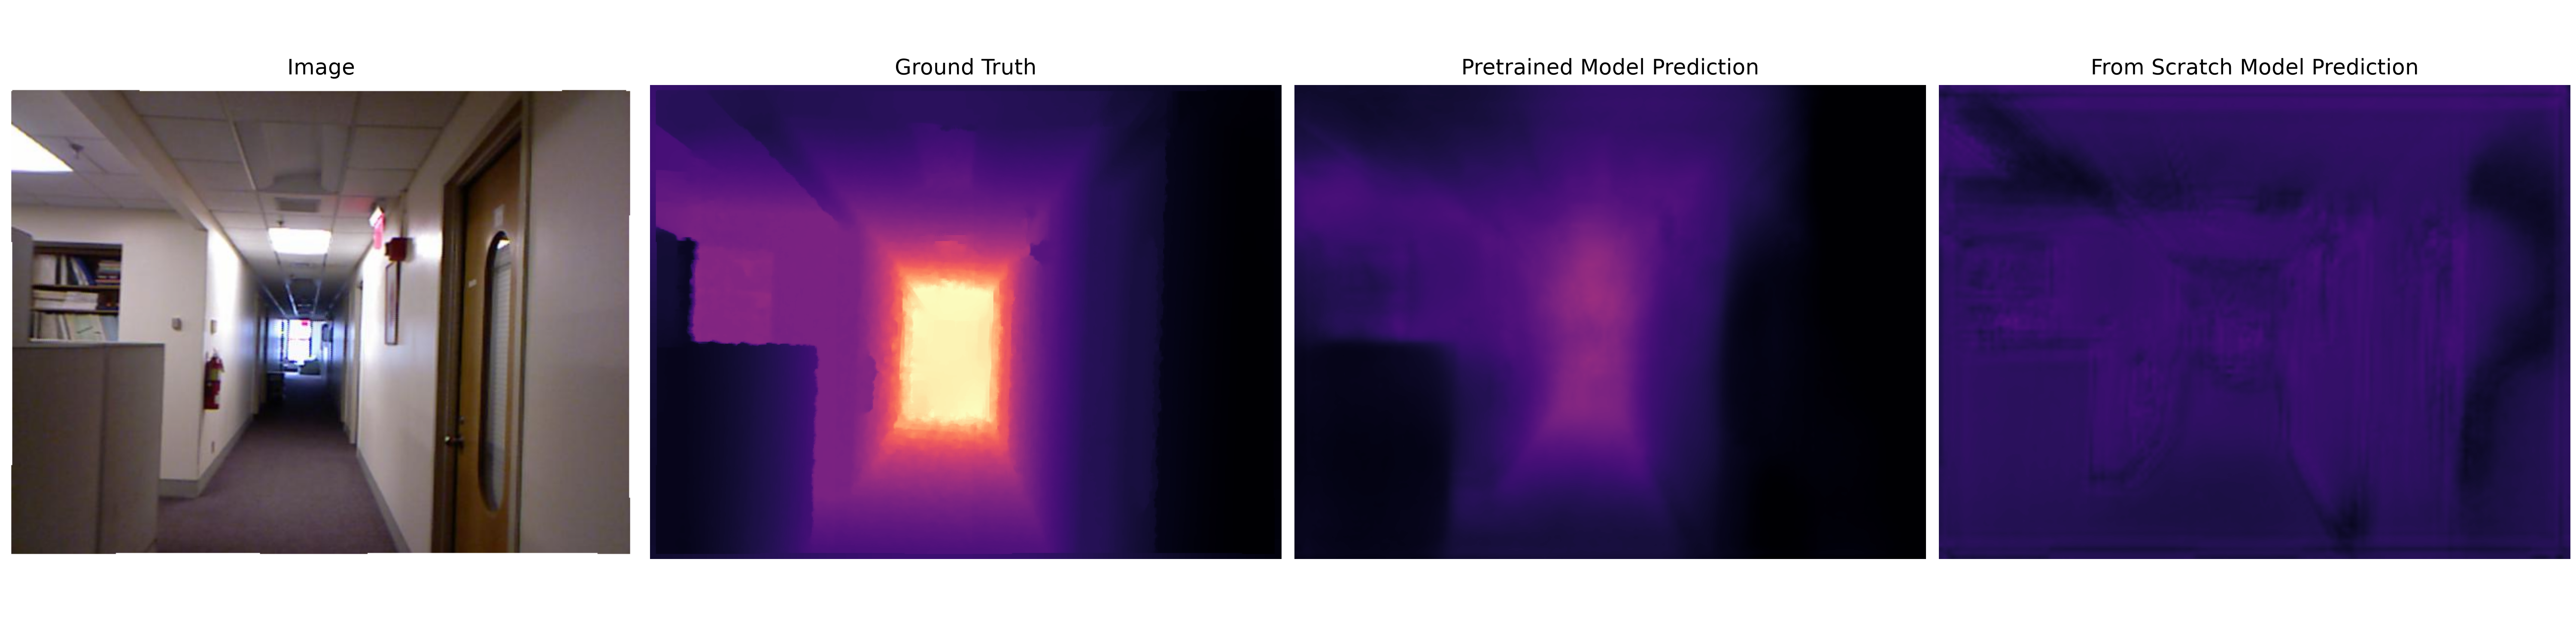 Image
Ground Truth
Pretrained Model Prediction
From Scratch Model Prediction